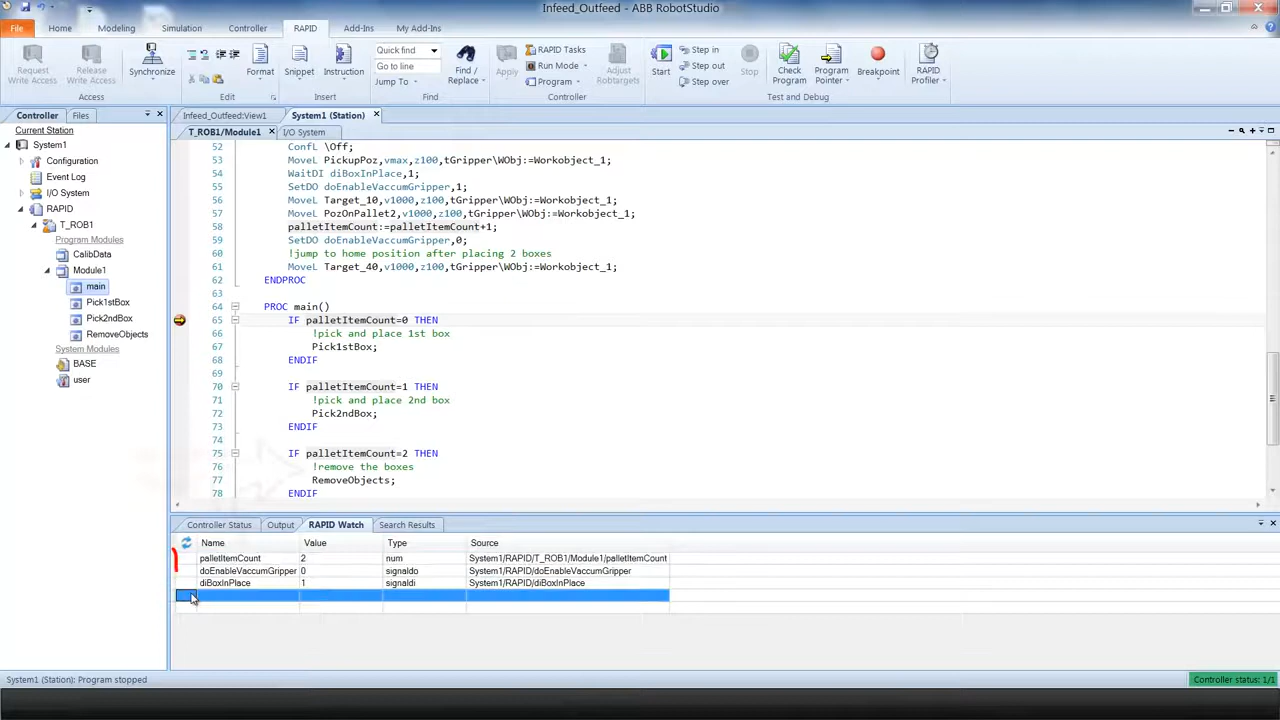 Infeed_Outfeed - ABB RobotStudio
File Home Modeling Simulation Controller RAPID Add-Ins My Add-Ins
Request Write Access
Release Write Access
Synchronize
Format
Snippet
Instruction
Quick find
Go to line
Jump To
Find / Replace
Apply
RAPID Tasks
Run Mode
Program
Adjust Robtargets
Start
Step in
Step out
Step over
Stop
Check Program
Program Pointer
Breakpoint
RAPID Profiler
Access Edit Insert Find Controller Test and Debug
Controller Files
Current Station
System1
Configuration
Event Log
I/O System
RAPID
T_ROB1
Program Modules
CalibData
Module1
main
Pick1stBox
Pick2ndBox
RemoveObjects
System Modules
BASE
user
Infeed_Outfeed:View1 System1 (Station)
T_ROB1/Module1 I/O System
52 ConfL \Off;
53 MoveL PickupPoz,vmax,z100,tGripper\WObj:=Workobject_1;
54 WaitDI diBoxInPlace,1;
55 SetDO doEnableVaccumGripper,1;
56 MoveL Target_10,v1000,z100,tGripper\WObj:=Workobject_1;
57 MoveL PozOnPallet2,v1000,z100,tGripper\WObj:=Workobject_1;
58 palletItemCount:=palletItemCount+1;
59 SetDO doEnableVaccumGripper,0;
60 !jump to home position after placing 2 boxes
61 MoveL Target_40,v1000,z100,tGripper\WObj:=Workobject_1;
62 ENDPROC
63
64 PROC main()
65 IF palletItemCount=0 THEN
66 !pick and place 1st box
67 Pick1stBox;
68 ENDIF
69
70 IF palletItemCount=1 THEN
71 !pick and place 2nd box
72 Pick2ndBox;
73 ENDIF
74
75 IF palletItemCount=2 THEN
76 !remove the boxes
77 RemoveObjects;
78 ENDIF
Controller Status Output RAPID Watch Search Results
Name Value Type Source
palletItemCount 2 num System1/RAPID/T_ROB1/Module1/palletItemCount
doEnableVaccumGripper 0 signaldo System1/RAPID/doEnableVaccumGripper
diBoxInPlace 1 signaldi System1/RAPID/diBoxInPlace
System1 (Station): Program stopped
Controller status: 1/1